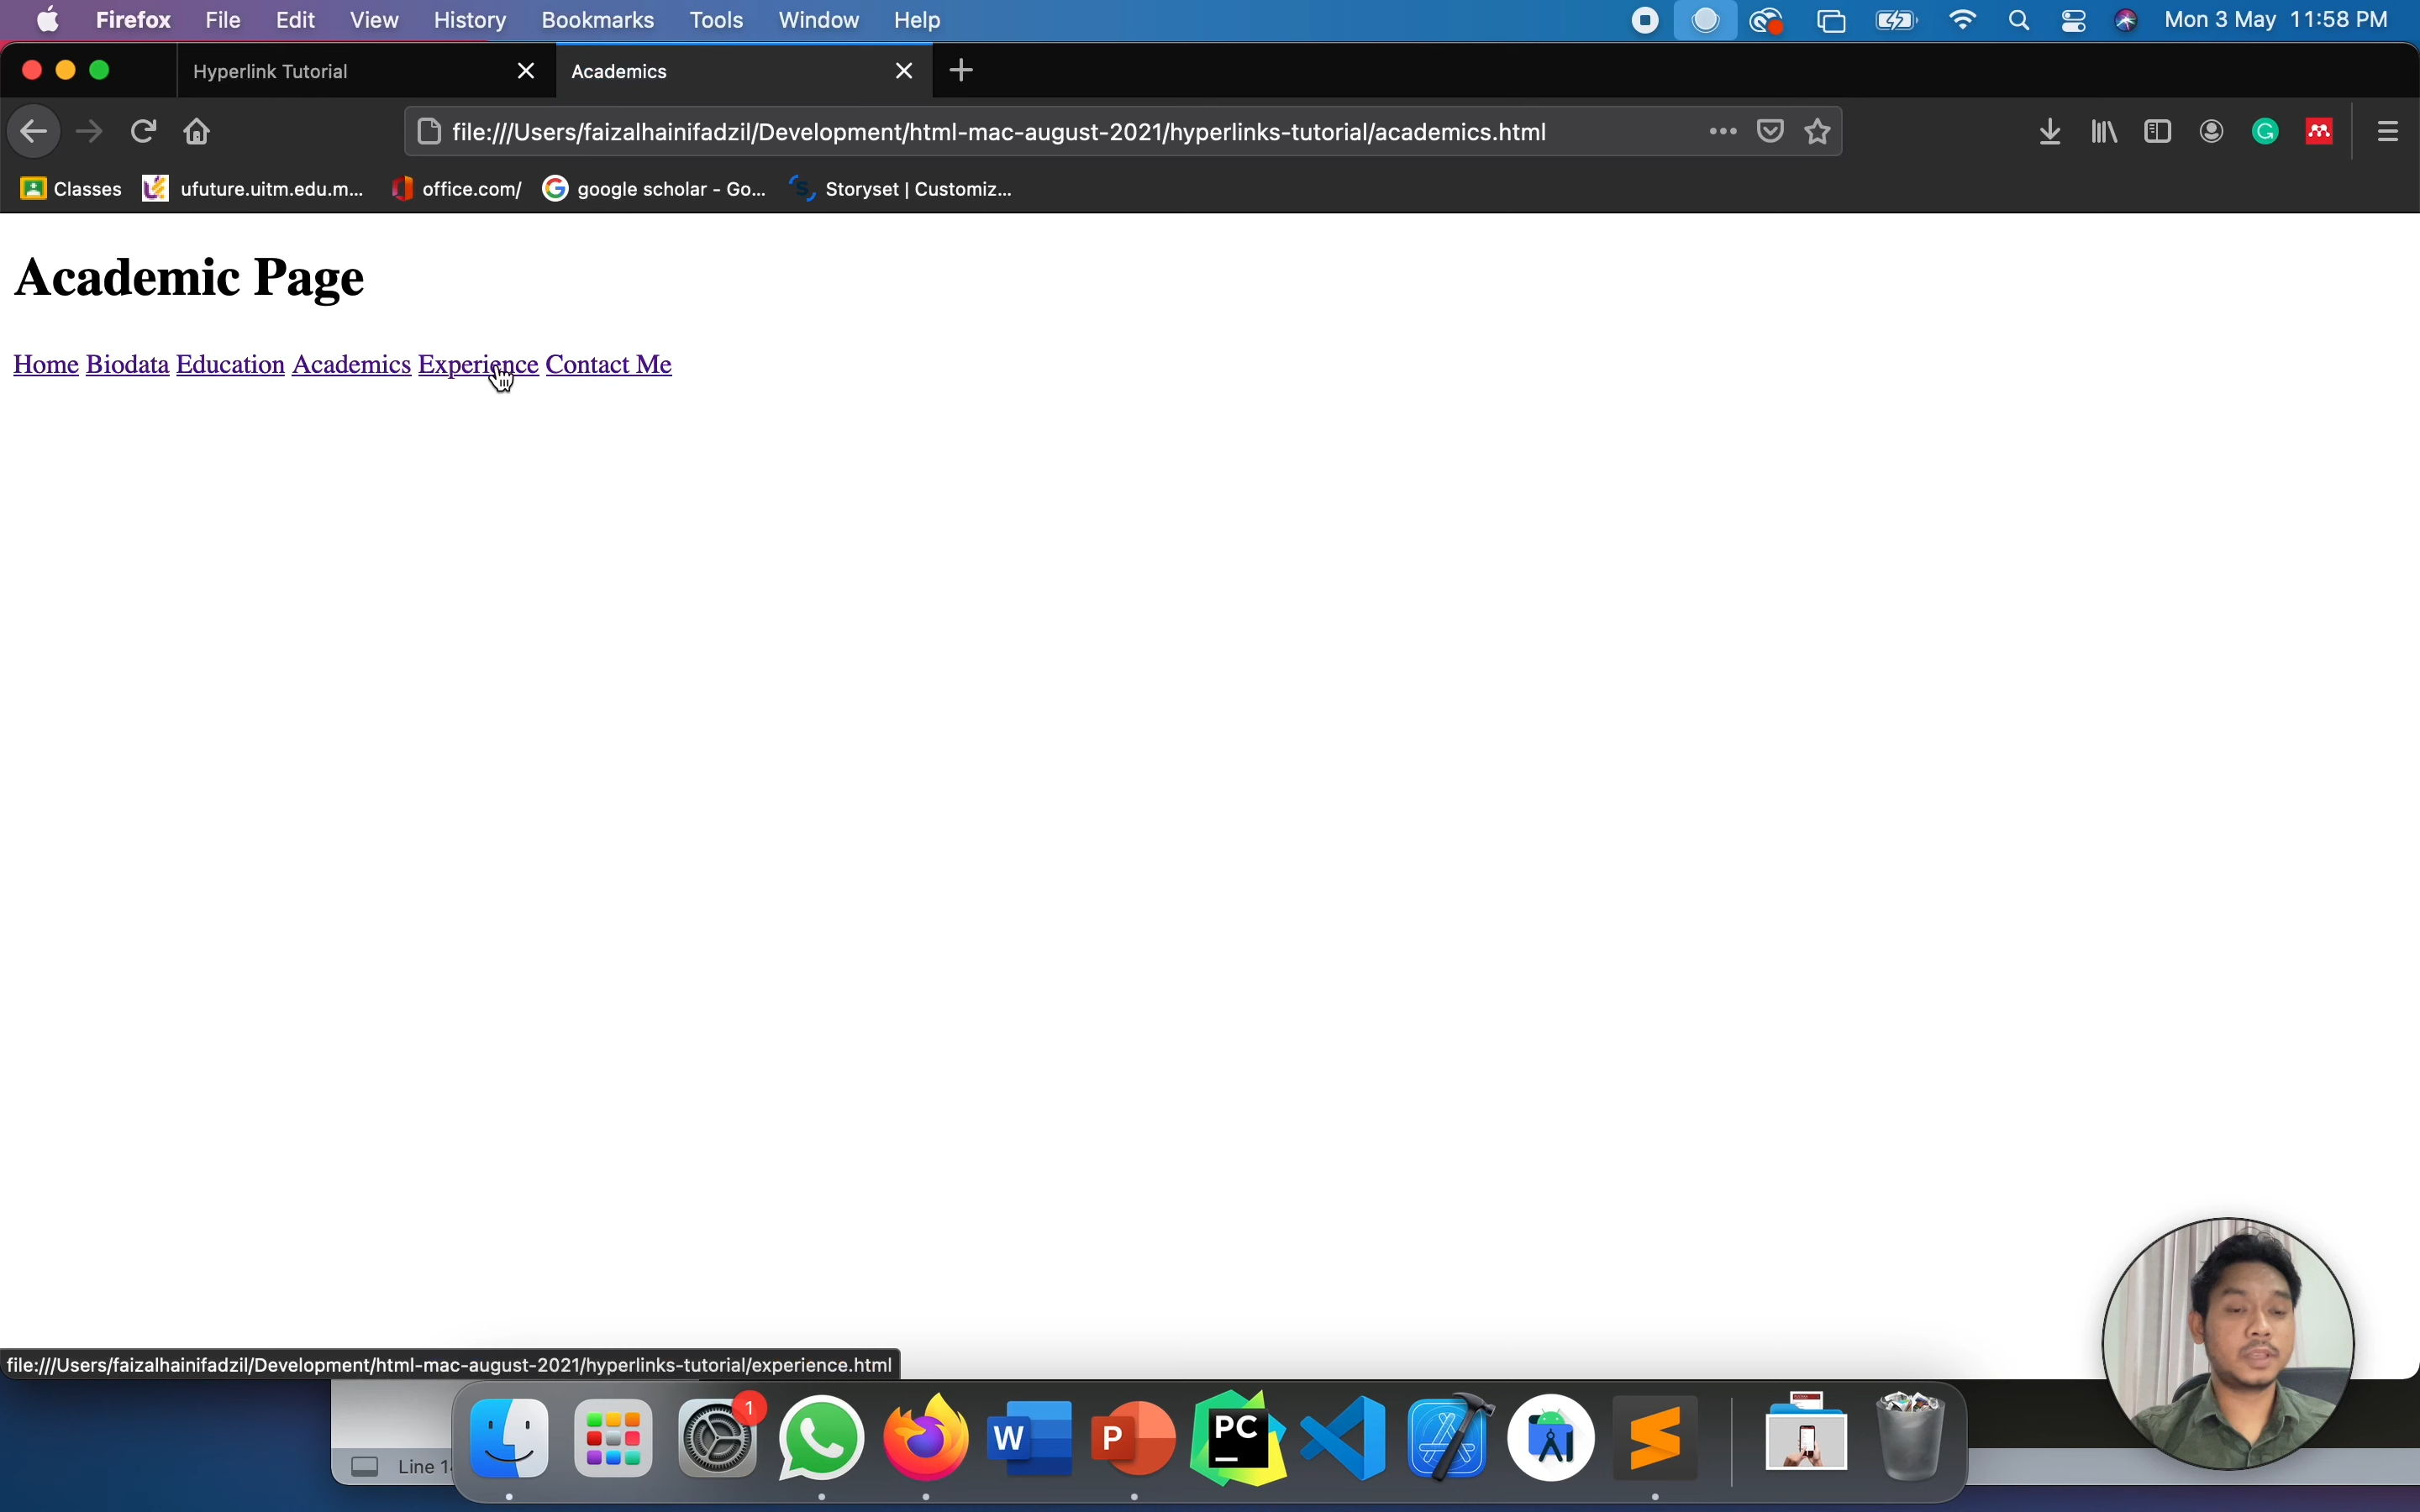 Firefox File Edit View History Bookmarks Tools Window Help Mon 3 May 11:58 PM
Hyperlink Tutorial Academics
file:///Users/faizalhainifadzil/Development/html-mac-august-2021/hyperlinks-tutorial/academics.html
Classes ufuture.uitm.edu.m... office.com/ google scholar - Go... Storyset | Customiz...
Academic Page
Home Biodata Education Academics Experience Contact Me
file:///Users/faizalhainifadzil/Development/html-mac-august-2021/hyperlinks-tutorial/experience.html
1
W P PC
Line